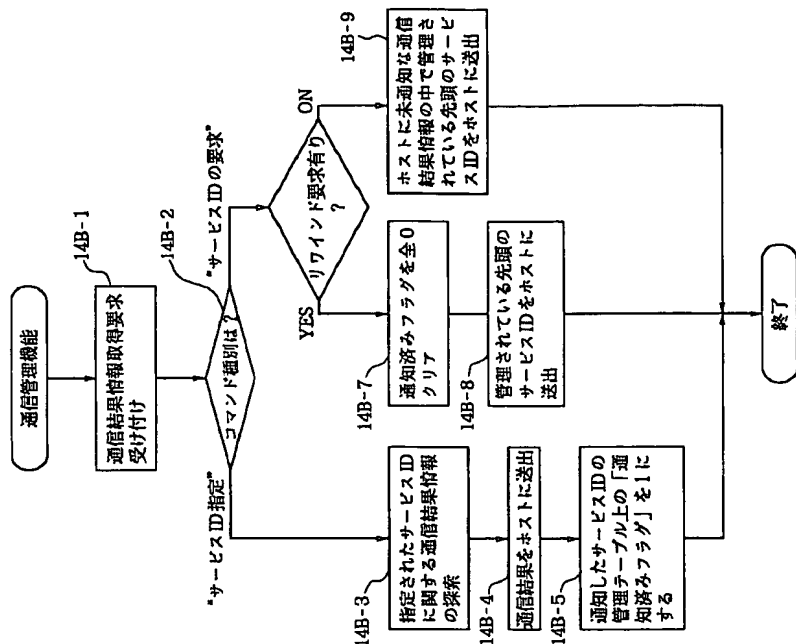 通信管理機能
14B-1
通信結果情報取得要求
受け付け
14B-2
コマンド種別は?
"サービスID指定"
"サービスIDの要求"
14B-3
指定されたサービスID
に関する通信結果情報
の探索
14B-4
通信結果をホストに送出
14B-5
通知したサービスIDの
管理テーブル上の「通
知済みフラグ」を1に
する
リワインド要求有り
?
YES
ON
14B-7
通知済みフラグを全0
クリア
14B-8
管理されている先頭の
サービスIDをホストに
送出
14B-9
ホストに未通知な通信
結果情報の中で管理さ
れている先頭のサービ
スIDをホストに送出
終了